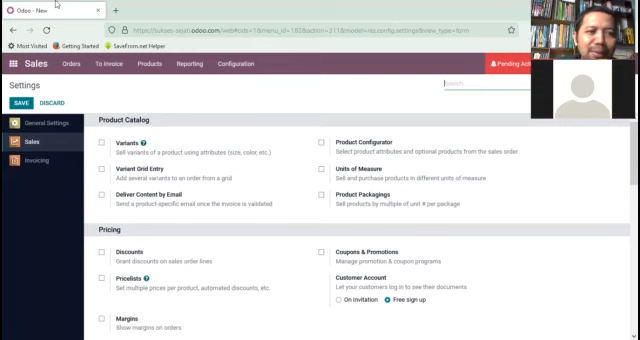 Odoo - New
https://sukses-sejati.odoo.com/web#cids=1&menu_id=182&action=311&model=res.config.settings&view_type=form
Most Visited Getting Started SaveFrom.net Helper
Sales Orders To Invoice Products Reporting Configuration Pending Act
Settings
Search...
SAVE DISCARD
General Settings
Sales
Invoicing
Product Catalog
Variants
Sell variants of a product using attributes (size, color, etc.)
Product Configurator
Select product attributes and optional products from the sales order
Variant Grid Entry
Add several variants to an order from a grid
Units of Measure
Sell and purchase products in different units of measure
Deliver Content by Email
Send a product-specific email once the invoice is validated
Product Packagings
Sell products by multiple of unit # per package
Pricing
Discounts
Grant discounts on sales order lines
Coupons & Promotions
Manage promotion & coupon programs
Pricelists
Set multiple prices per product, automated discounts, etc.
Customer Account
Let your customers log in to see their documents
On invitation Free sign up
Margins
Show margins on orders